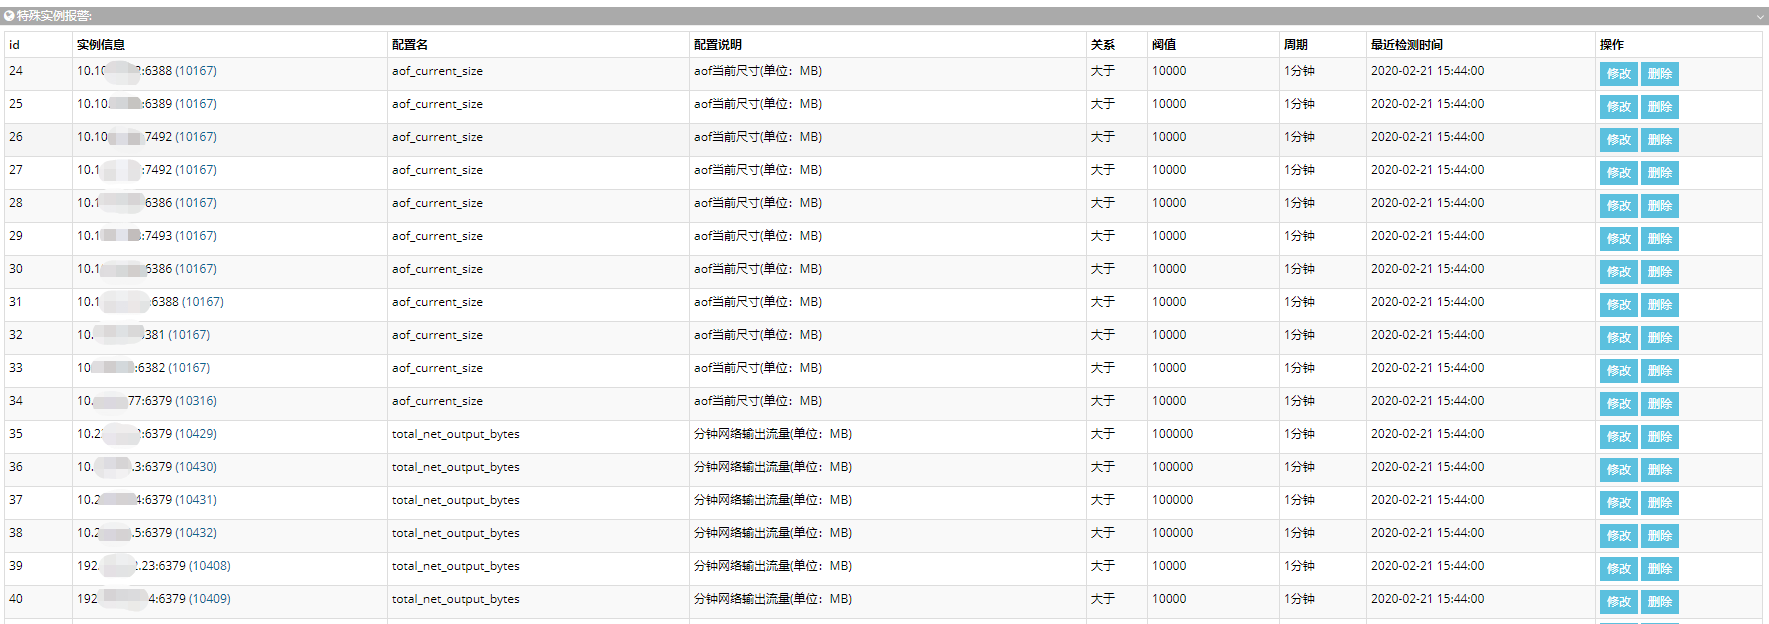 特殊实例报警:
id 实例信息 配置名 配置说明 关系 阀值 周期 最近检测时间 操作
24 10.10 :6388 (10167) aof_current_size aof当前尺寸(单位：MB) 大于 10000 1分钟 2020-02-21 15:44:00 修改 删除
25 10.10. :6389 (10167) aof_current_size aof当前尺寸(单位：MB) 大于 10000 1分钟 2020-02-21 15:44:00 修改 删除
26 10.10 7492 (10167) aof_current_size aof当前尺寸(单位：MB) 大于 10000 1分钟 2020-02-21 15:44:00 修改 删除
27 10.1 :7492 (10167) aof_current_size aof当前尺寸(单位：MB) 大于 10000 1分钟 2020-02-21 15:44:00 修改 删除
28 10.1 6386 (10167) aof_current_size aof当前尺寸(单位：MB) 大于 10000 1分钟 2020-02-21 15:44:00 修改 删除
29 10.1 :7493 (10167) aof_current_size aof当前尺寸(单位：MB) 大于 10000 1分钟 2020-02-21 15:44:00 修改 删除
30 10.1 6386 (10167) aof_current_size aof当前尺寸(单位：MB) 大于 10000 1分钟 2020-02-21 15:44:00 修改 删除
31 10.1 :6388 (10167) aof_current_size aof当前尺寸(单位：MB) 大于 10000 1分钟 2020-02-21 15:44:00 修改 删除
32 10. 381 (10167) aof_current_size aof当前尺寸(单位：MB) 大于 10000 1分钟 2020-02-21 15:44:00 修改 删除
33 10 :6382 (10167) aof_current_size aof当前尺寸(单位：MB) 大于 10000 1分钟 2020-02-21 15:44:00 修改 删除
34 10. 77:6379 (10316) aof_current_size aof当前尺寸(单位：MB) 大于 10000 1分钟 2020-02-21 15:44:00 修改 删除
35 10.2 :6379 (10429) total_net_output_bytes 分钟网络输出流量(单位：MB) 大于 100000 1分钟 2020-02-21 15:44:00 修改 删除
36 10. .3:6379 (10430) total_net_output_bytes 分钟网络输出流量(单位：MB) 大于 100000 1分钟 2020-02-21 15:44:00 修改 删除
37 10.2 4:6379 (10431) total_net_output_bytes 分钟网络输出流量(单位：MB) 大于 100000 1分钟 2020-02-21 15:44:00 修改 删除
38 10.2 .5:6379 (10432) total_net_output_bytes 分钟网络输出流量(单位：MB) 大于 100000 1分钟 2020-02-21 15:44:00 修改 删除
39 192. .23:6379 (10408) total_net_output_bytes 分钟网络输出流量(单位：MB) 大于 10000 1分钟 2020-02-21 15:44:00 修改 删除
40 192 4:6379 (10409) total_net_output_bytes 分钟网络输出流量(单位：MB) 大于 10000 1分钟 2020-02-21 15:44:00 修改 删除